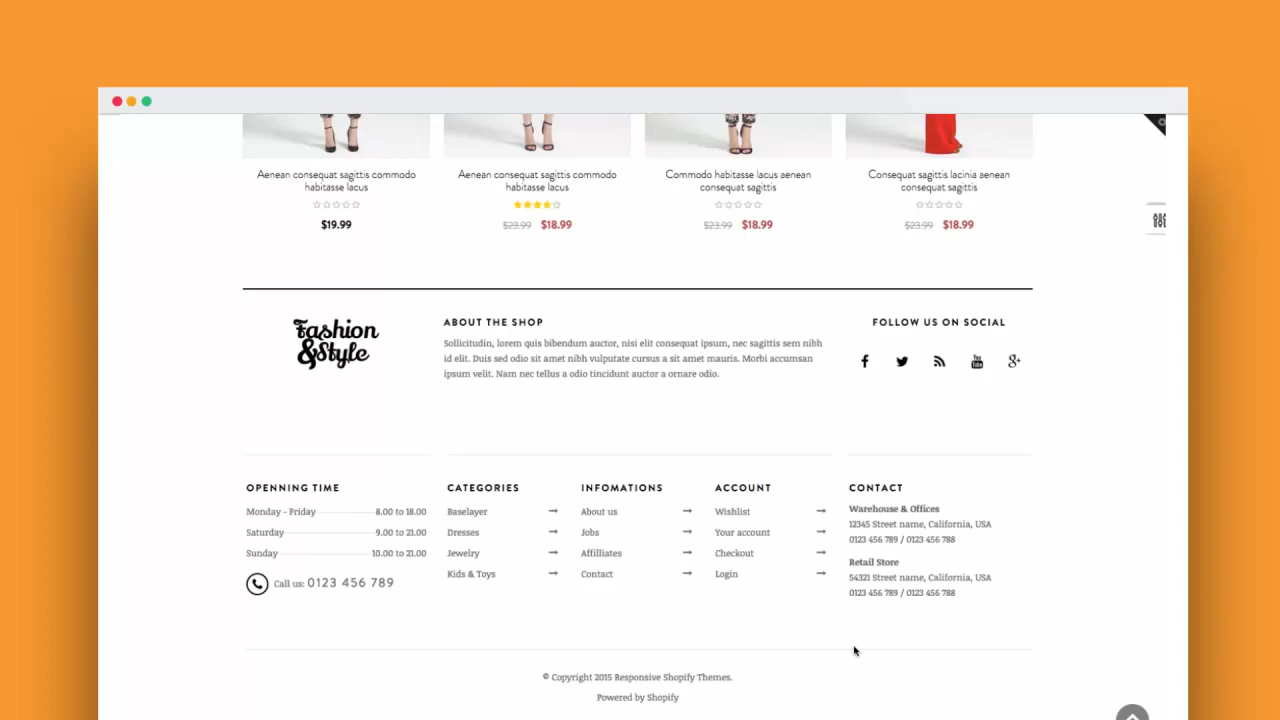 Aenean consequat sagittis commodo
habitasse lacus
$19.99
Aenean consequat sagittis commodo
habitasse lacus
$23.99 $18.99
Commodo habitasse lacus aenean
consequat sagittis
$23.99 $18.99
Consequat sagittis lacinia aenean
consequat sagittis
$23.99 $18.99
Fashion
&Style
ABOUT THE SHOP
Sollicitudin, lorem quis bibendum auctor, nisi elit consequat ipsum, nec sagittis sem nibh
id elit. Duis sed odio sit amet nibh vulputate cursus a sit amet mauris. Morbi accumsan
ipsum velit. Nam nec tellus a odio tincidunt auctor a ornare odio.
FOLLOW US ON SOCIAL
You
Tube
g+
OPENNING TIME
Monday - Friday 8.00 to 18.00
Saturday 9.00 to 21.00
Sunday 10.00 to 21.00
Call us: 0123 456 789
CATEGORIES
Baselayer
Dresses
Jewelry
Kids & Toys
INFOMATIONS
About us
Jobs
Affilliates
Contact
ACCOUNT
Wishlist
Your account
Checkout
Login
CONTACT
Warehouse & Offices
12345 Street name, California, USA
0123 456 789 / 0123 456 788
Retail Store
54321 Street name, California, USA
0123 456 789 / 0123 456 788
© Copyright 2015 Responsive Shopify Themes.
Powered by Shopify